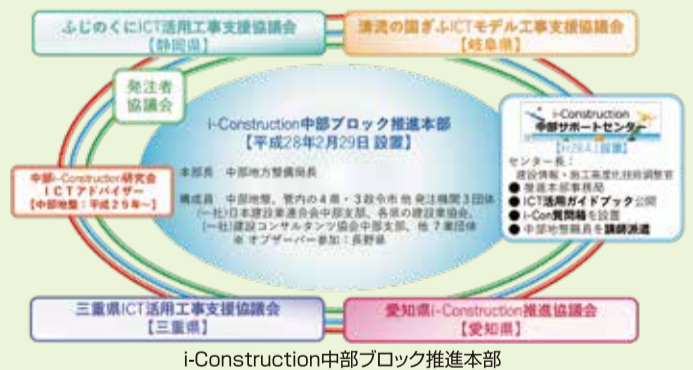 ふじのくにICT活用工事支援協議会
【静岡県】
清流の国ぎふICTモデル工事支援協議会
【岐阜県】
発注者
協議会
i-Construction中部ブロック推進本部
【平成28年2月29日 設置】
本部長 中部地方整備局長
構成員 中部地整、管内の4県・3政令市 他 発注機関3団体
(一社)日本建設業連合会中部支部、各県の建設業協会、
(一社)建設コンサルタンツ協会中部支部、他 7業団体
※ オブザーバー参加：長野県
i-Construction
中部サポートセンター
【H28.4.1設置】
センター長：
建設情報・施工高度化技術調整官
● 推進本部事務局
● ICT活用ガイドブック公開
● i-Con質問箱を設置
● 中部地整職員を講師派遣
中部i-Construction研究会
ICTアドバイザー
【中部地整：平成29年～】
三重県ICT活用工事支援協議会
【三重県】
愛知県i-Construction推進協議会
【愛知県】
i-Construction中部ブロック推進本部